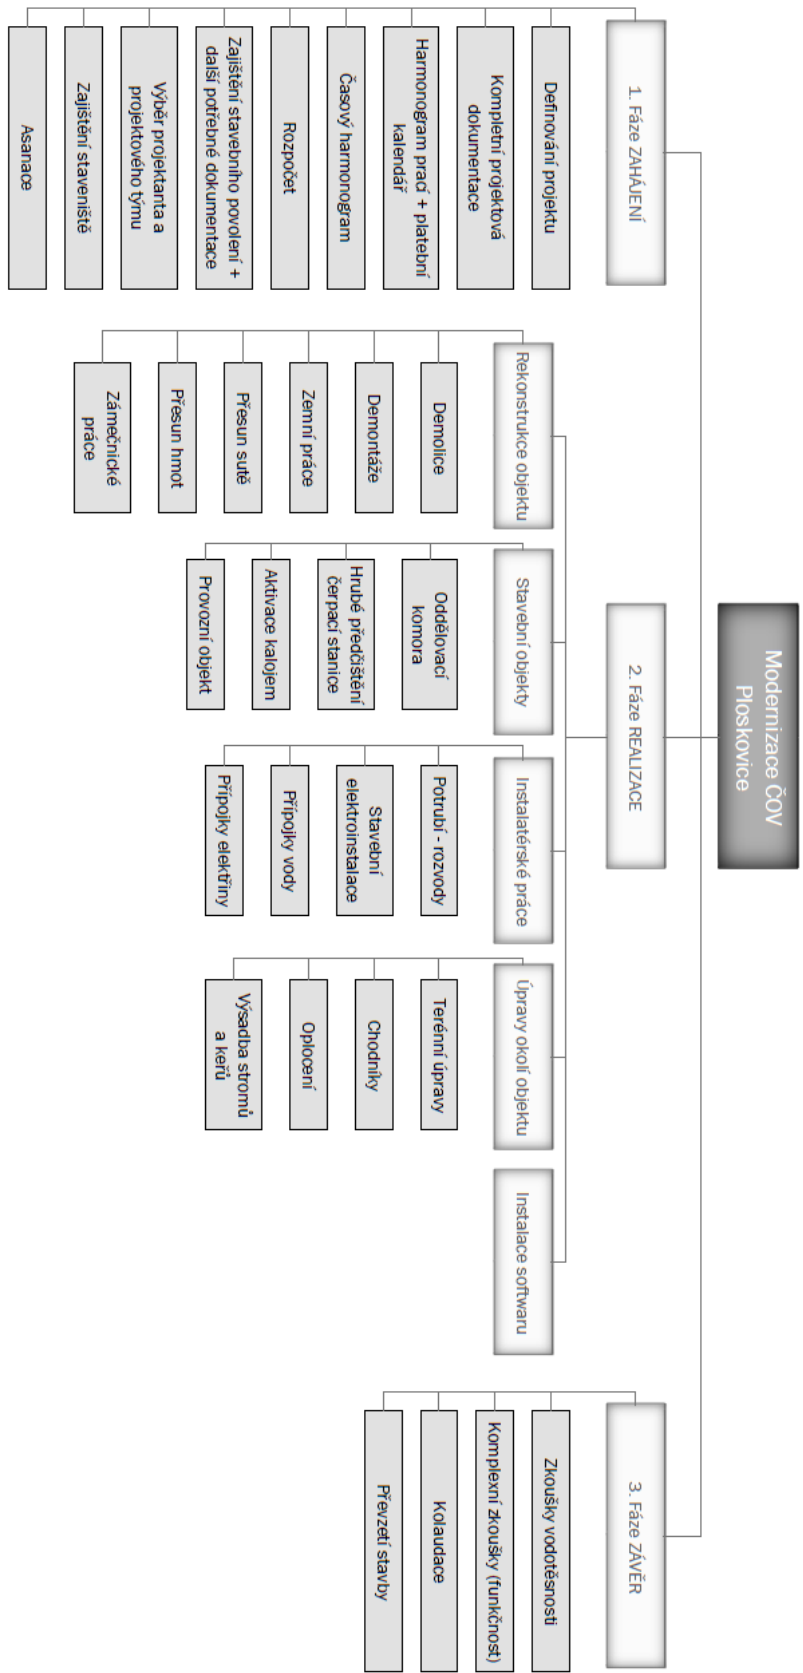 Modernizace ČOV
Ploskovice
1. Fáze ZAHÁJENÍ
Definování projektu
Kompletní projektová
dokumentace
Harmonogram prací + platební
kalendář
Časový harmonogram
Rozpočet
Zajištění stavebního povolení +
další potřebné dokumentace
Výběr projektanta a
projektového týmu
Zajištění staveniště
Asanace
2. Fáze REALIZACE
Rekonstrukce objektu
Demolice
Demontáže
Zemní práce
Přesun sutě
Přesun hmot
Zámečnické
práce
Stavební objekty
Oddělovací
komora
Hrubé předčištění
čerpací stanice
Aktivace kalojem
Provozní objekt
Instalatérské práce
Potrubí - rozvody
Stavební
elektroinstalace
Přípojky vody
Přípojky elektřiny
Úpravy okolí objektu
Terénní úpravy
Chodníky
Oplocení
Výsadba stromů
a keřů
Instalace softwaru
3. Fáze ZÁVĚR
Zkoušky vodotěsnosti
Komplexní zkoušky (funkčnost)
Kolaudace
Převzetí stavby